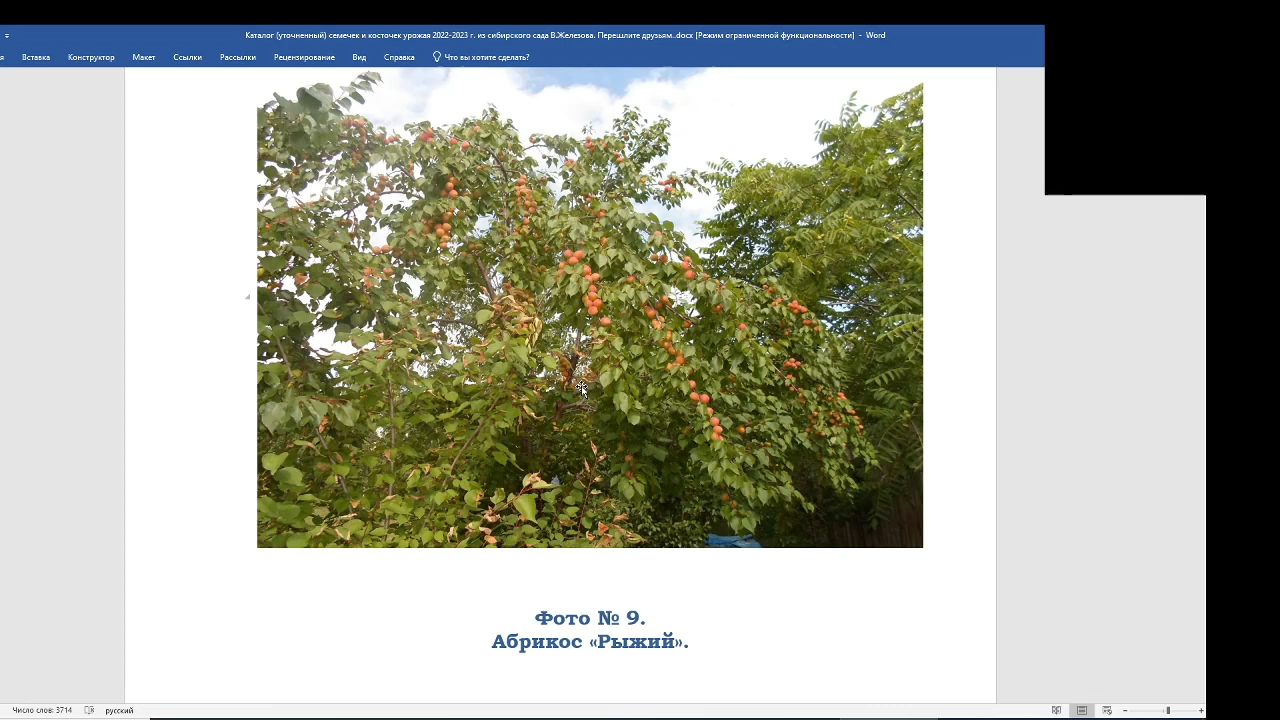 Каталог (уточненный) семечек и косточек урожая 2022-2023 г. из сибирского сада В.Железова. Перешлите друзьям..docx [Режим ограниченной функциональности] - Word
я Вставка Конструктор Макет Ссылки Рассылки Рецензирование Вид Справка Что вы хотите сделать?
Фото № 9.
Абрикос «Рыжий».
Число слов: 3714 русский